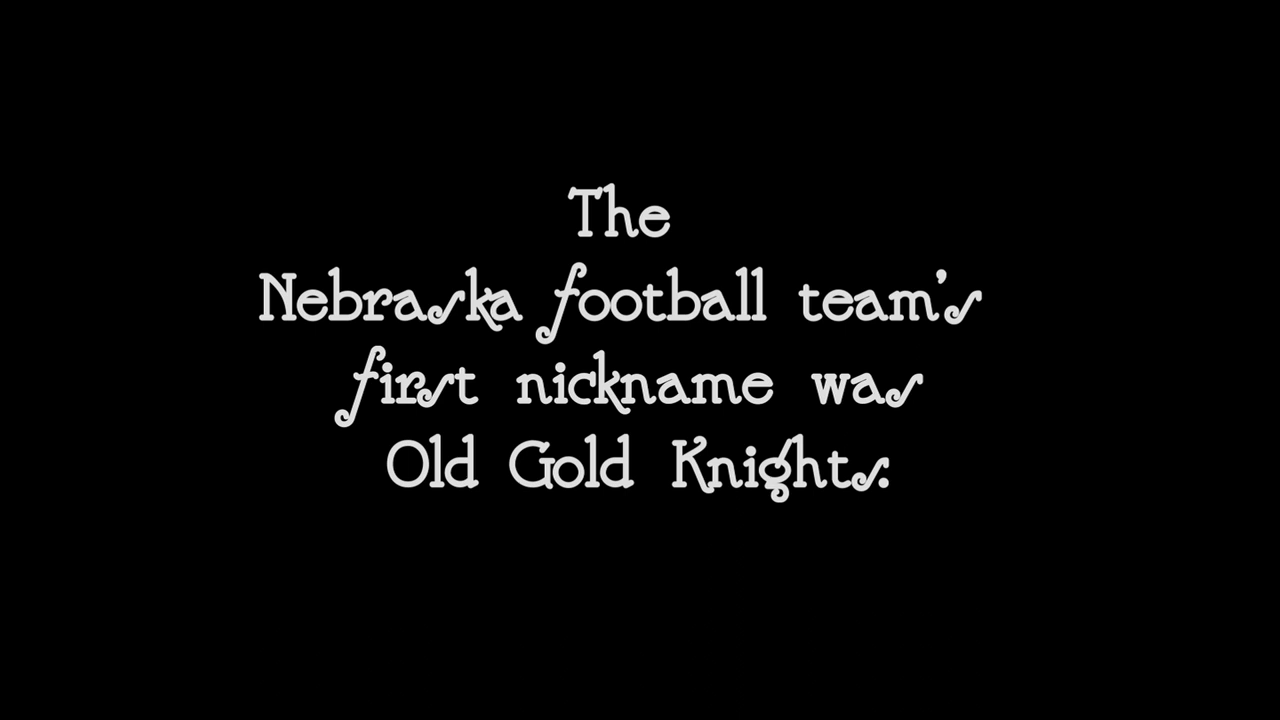 The
Nebraska football team's
first nickname was
Old Gold Knights.